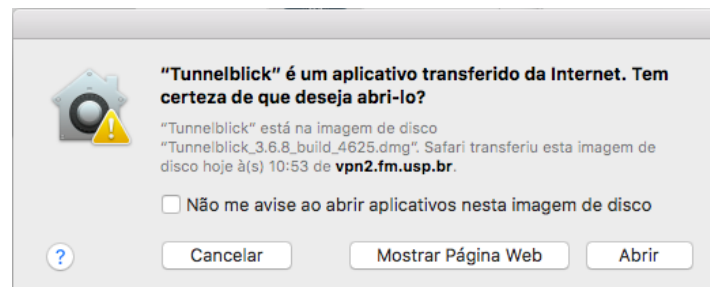 “Tunnelblick” é um aplicativo transferido da Internet. Tem
certeza de que deseja abri-lo?
“Tunnelblick” está na imagem de disco
“Tunnelblick_3.6.8_build_4625.dmg”. Safari transferiu esta imagem de
disco hoje à(s) 10:53 de vpn2.fm.usp.br.
Não me avise ao abrir aplicativos nesta imagem de disco
? Cancelar Mostrar Página Web Abrir